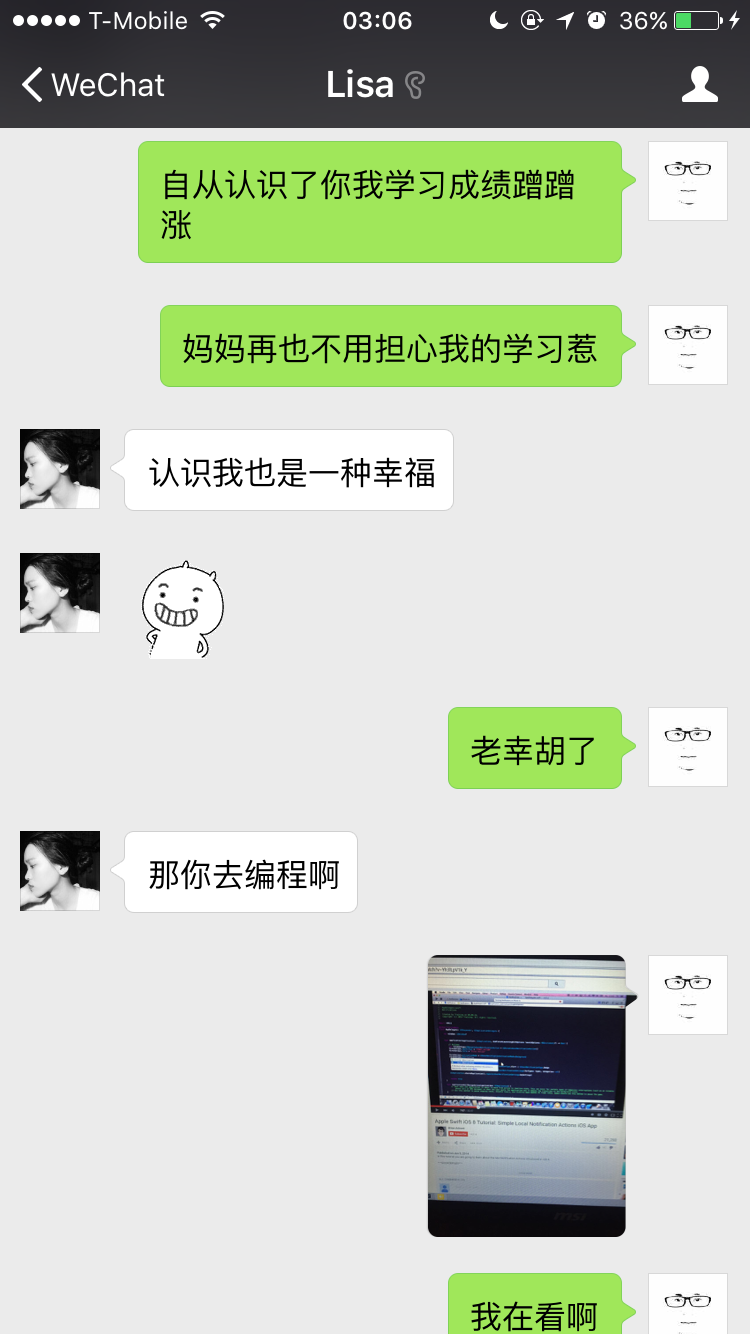 T-Mobile 03:06 36%
WeChat Lisa
自从认识了你我学习成绩蹭蹭
涨
妈妈再也不用担心我的学习惹
认识我也是一种幸福
老幸胡了
那你去编程啊
Apple Swift iOS 8 Tutorial: Simple Local Notification Actions iOS App
msi
我在看啊